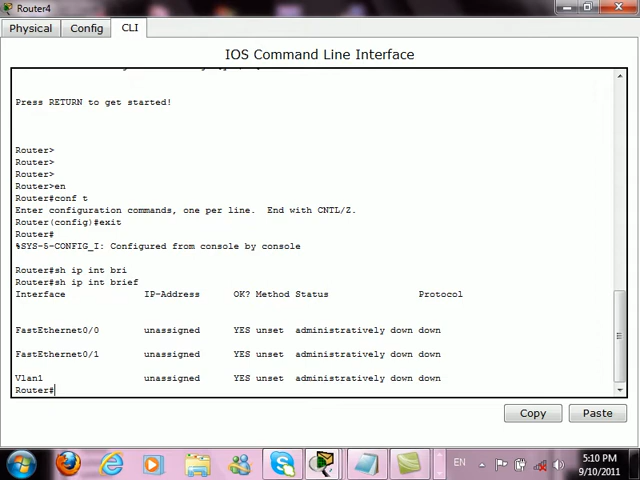 Router4
Physical Config CLI
IOS Command Line Interface
Press RETURN to get started!
Router>
Router>
Router>
Router>en
Router#conf t
Enter configuration commands, one per line.  End with CNTL/Z.
Router(config)#exit
Router#
%SYS-5-CONFIG_I: Configured from console by console
Router#sh ip int bri
Router#sh ip int brief
Interface IP-Address OK? Method Status Protocol
FastEthernet0/0 unassigned YES unset administratively down down
FastEthernet0/1 unassigned YES unset administratively down down
Vlan1 unassigned YES unset administratively down down
Router#
Copy Paste
EN
5:10 PM
9/10/2011